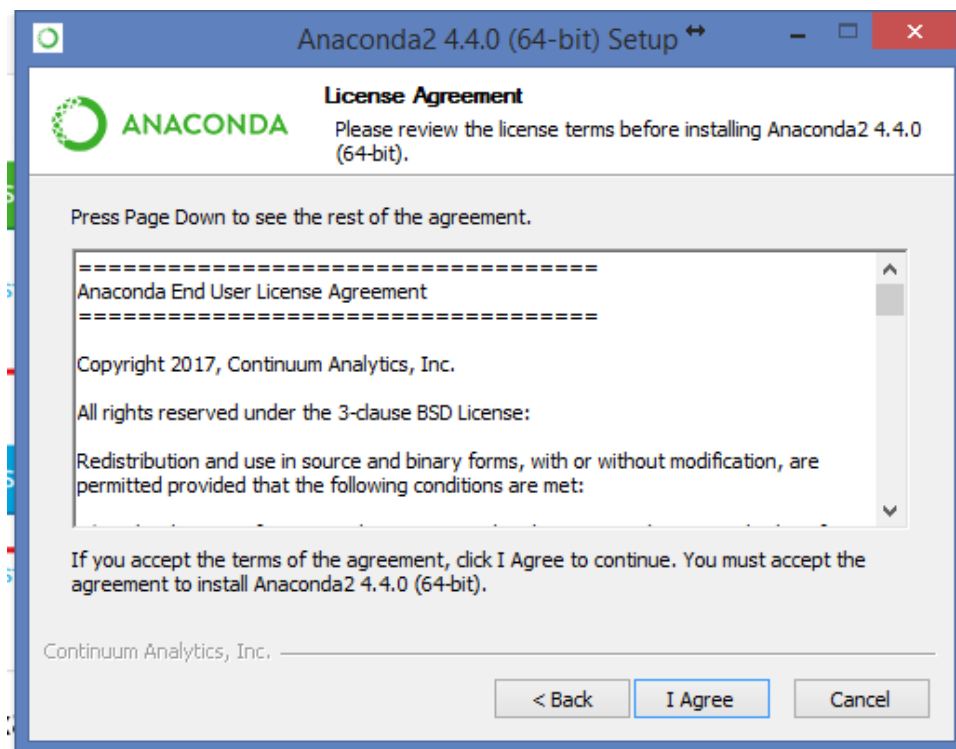 Anaconda2 4.4.0 (64-bit) Setup
ANACONDA
License Agreement
Please review the license terms before installing Anaconda2 4.4.0
(64-bit).
Press Page Down to see the rest of the agreement.
===================================
Anaconda End User License Agreement
===================================
Copyright 2017, Continuum Analytics, Inc.
All rights reserved under the 3-clause BSD License:
Redistribution and use in source and binary forms, with or without modification, are
permitted provided that the following conditions are met:
If you accept the terms of the agreement, click I Agree to continue. You must accept the
agreement to install Anaconda2 4.4.0 (64-bit).
Continuum Analytics, Inc.
< Back
I Agree
Cancel